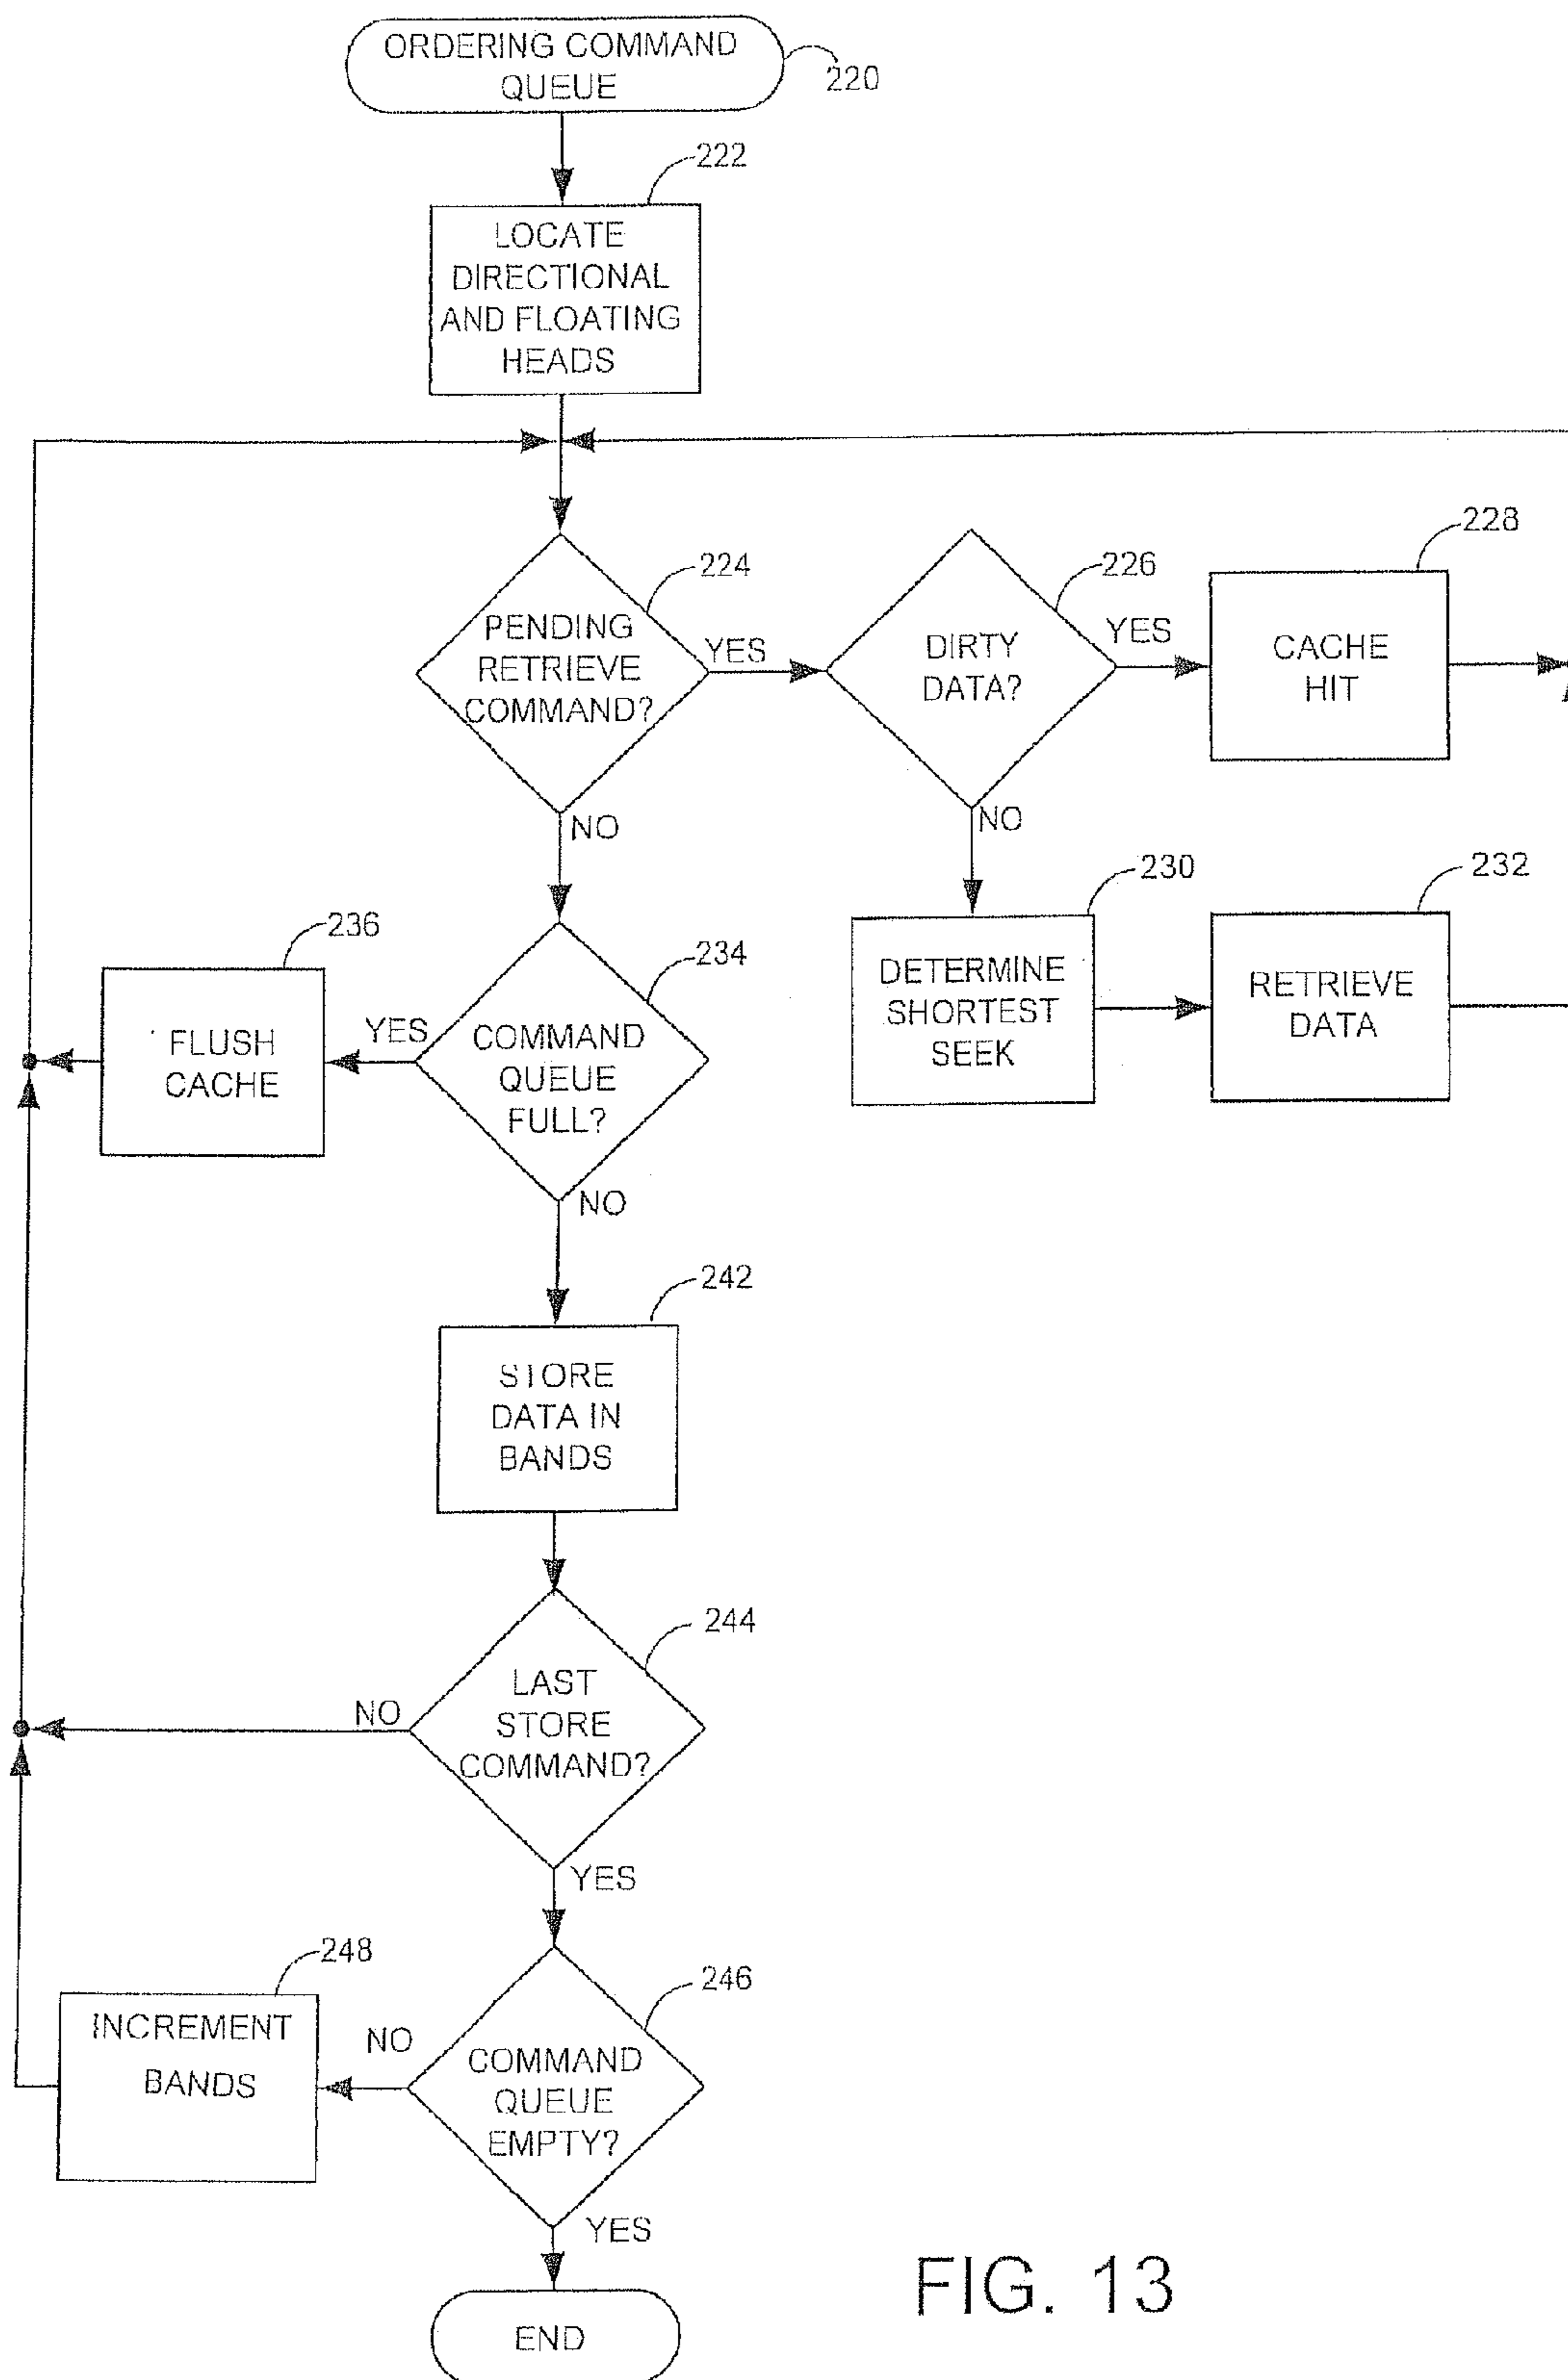 ORDERING COMMAND
QUEUE
220
222
LOCATE
DIRECTIONAL
AND FLOATING
HEADS
224
PENDING
RETRIEVE
COMMAND?
YES
226
DIRTY
DATA?
YES
228
CACHE
HIT
NO
NO
230
DETERMINE
SHORTEST
SEEK
232
RETRIEVE
DATA
236
FLUSH
CACHE
YES
234
COMMAND
QUEUE
FULL?
NO
242
STORE
DATA IN
BANDS
244
LAST
STORE
COMMAND?
NO
YES
248
INCREMENT
BANDS
NO
246
COMMAND
QUEUE
EMPTY?
YES
END
FIG. 13